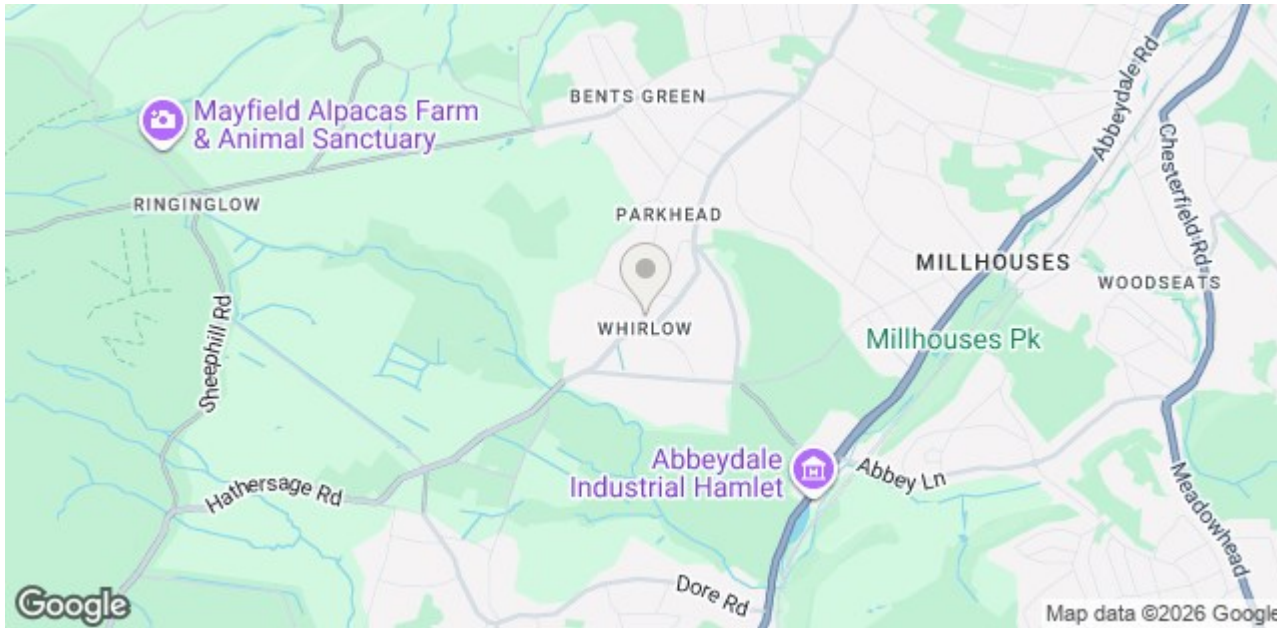 BENTS GREEN
Abbeydale Rd
Mayfield Alpacas Farm
& Animal Sanctuary
Chesterfield Rd
RINGINGLOW
PARKHEAD
MILLHOUSES
WOODSEATS
WHIRLOW
Millhouses Pk
Sheephill Rd
Abbeydale
Industrial Hamlet
Abbey Ln
Hathersage Rd
Meadowhead
Dore Rd
Google
Map data ©2026 Google